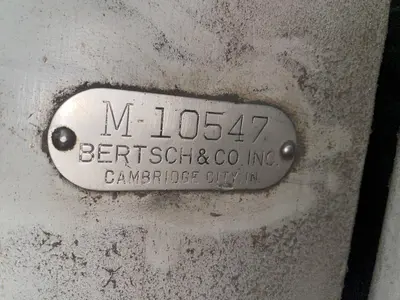 M-10547
BERTSCH & CO. INC.
CAMBRIDGE CITY. IN.